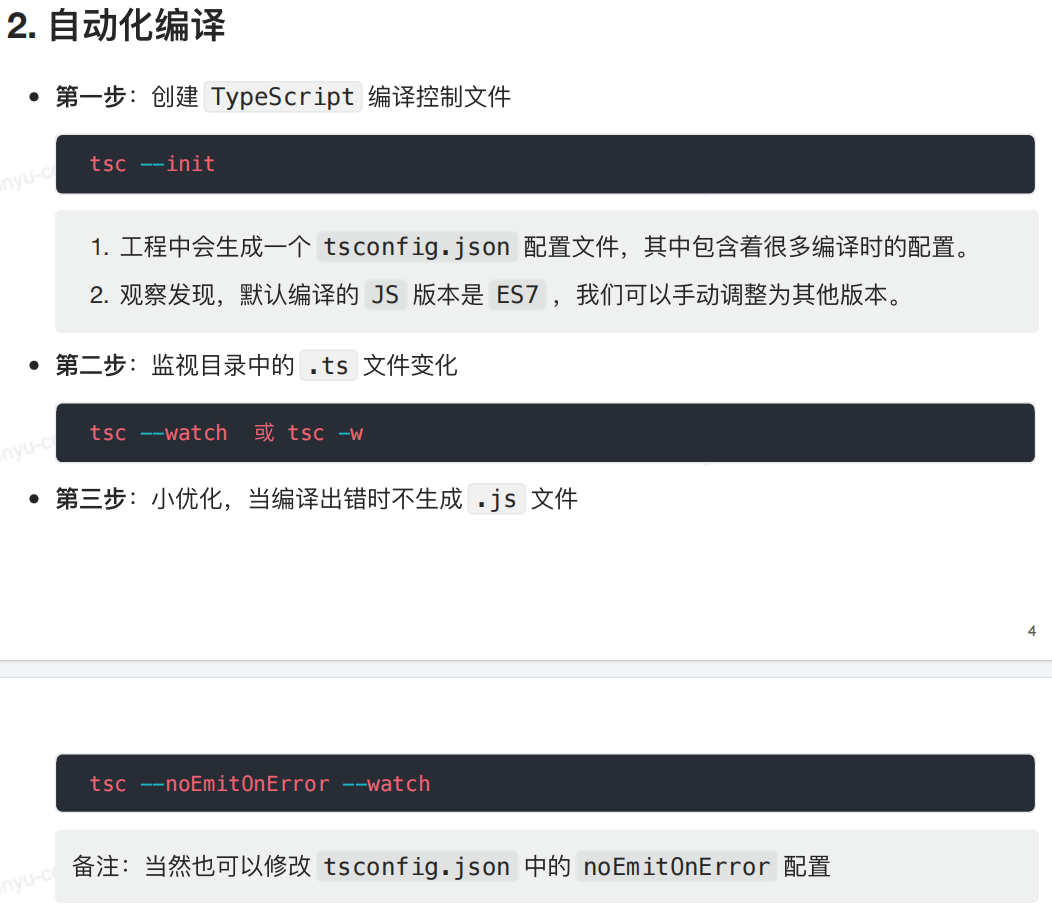 2. 自动化编译
第一步：创建 TypeScript 编译控制文件
tsc --init
1. 工程中会生成一个 tsconfig.json 配置文件，其中包含着很多编译时的配置。
2. 观察发现，默认编译的 JS 版本是 ES7 ，我们可以手动调整为其他版本。
第二步：监视目录中的 .ts 文件变化
tsc --watch 或 tsc -w
第三步：小优化，当编译出错时不生成 .js 文件
4
tsc --noEmitOnError --watch
备注：当然也可以修改 tsconfig.json 中的 noEmitOnError 配置